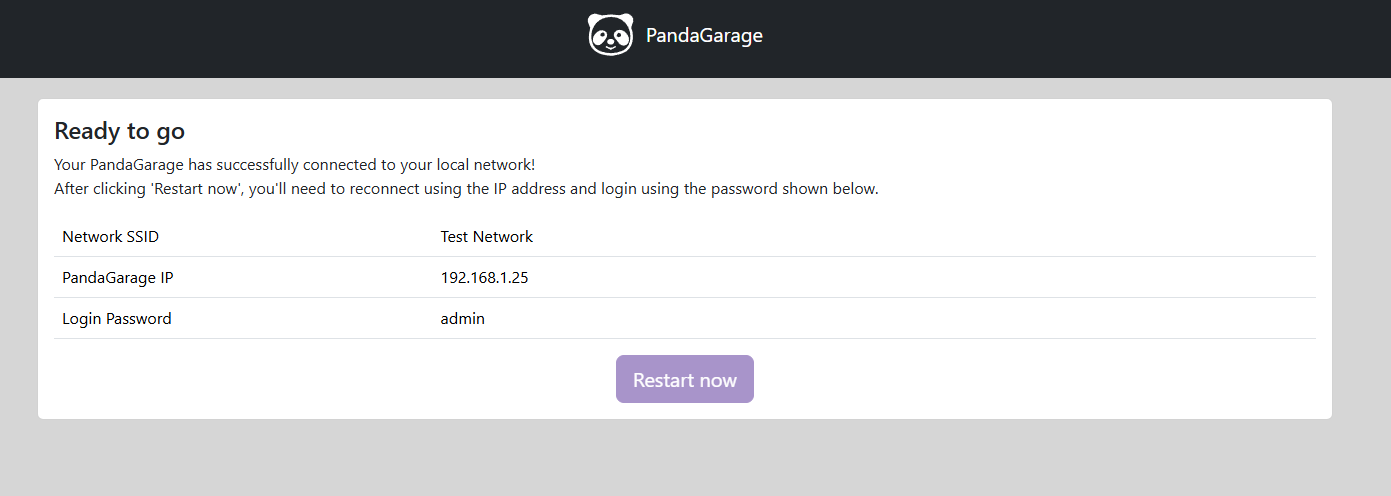 PandaGarage
Ready to go
Your PandaGarage has successfully connected to your local network!
After clicking 'Restart now', you'll need to reconnect using the IP address and login using the password shown below.
Network SSID Test Network
PandaGarage IP 192.168.1.25
Login Password admin
Restart now